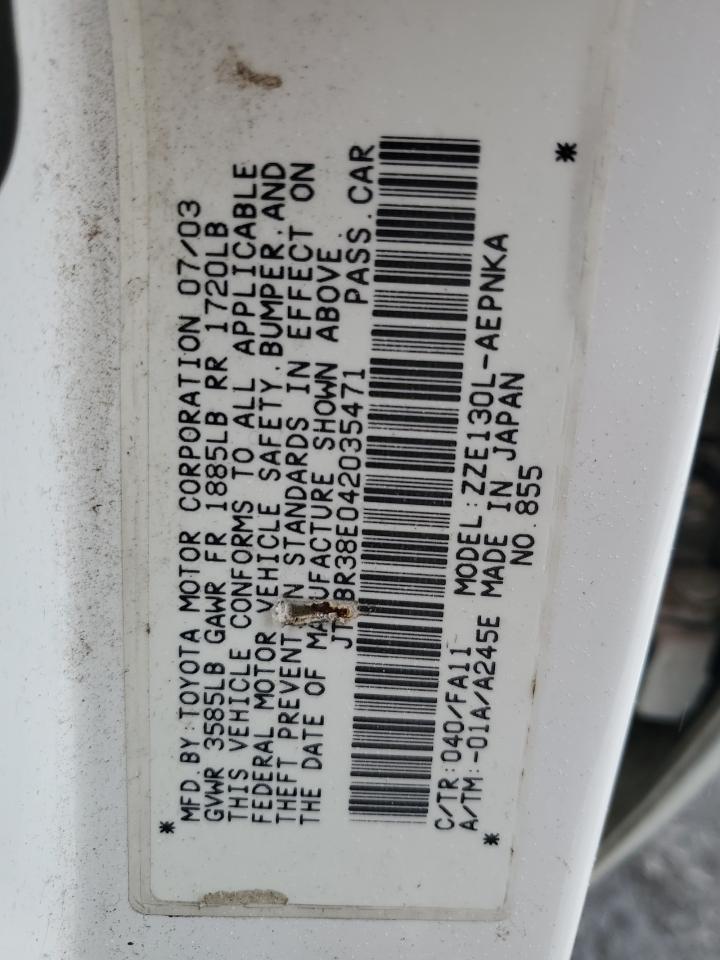 MFD.BY:TOYOTA MOTOR CORPORATION 07/03
GVWR 3585LB GAWR FR 1885LB RR 1720LB
THIS VEHICLE CONFORMS TO ALL APPLICABLE
FEDERAL MOTOR VEHICLE SAFETY,BUMPER,AND
THEFT PREVENTION STANDARDS IN EFFECT ON
THE DATE OF MANUFACTURE SHOWN ABOVE
PASS.CAR
C/TR:040/FA11 MODEL:ZZE130L-AEPNKA
A/TM:-01A/A245E MADE IN JAPAN
NO.855